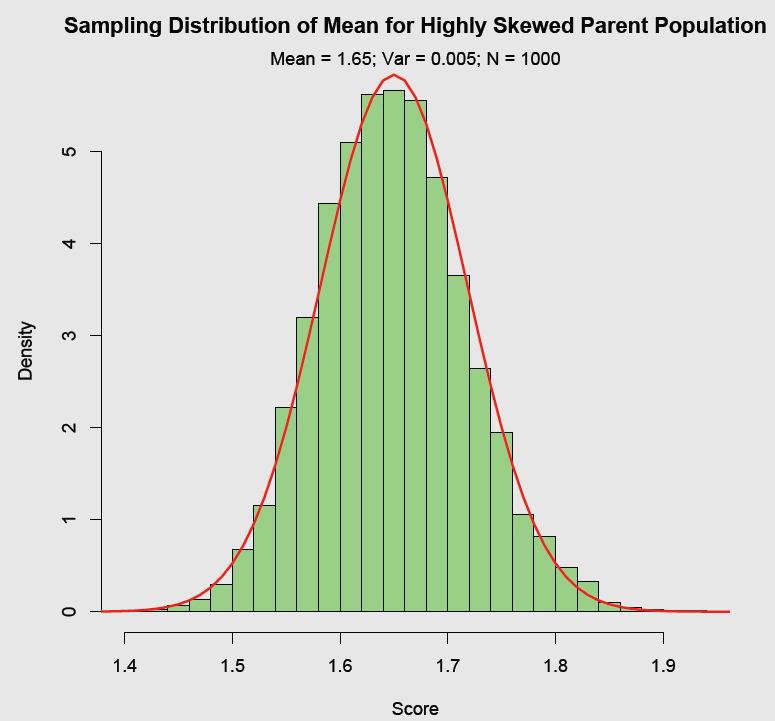 Sampling Distribution of Mean for Highly Skewed Parent Population
Mean = 1.65; Var = 0.005; N = 1000
5
4
3
2
1
0
Density
1.4 1.5 1.6 1.7 1.8 1.9
Score